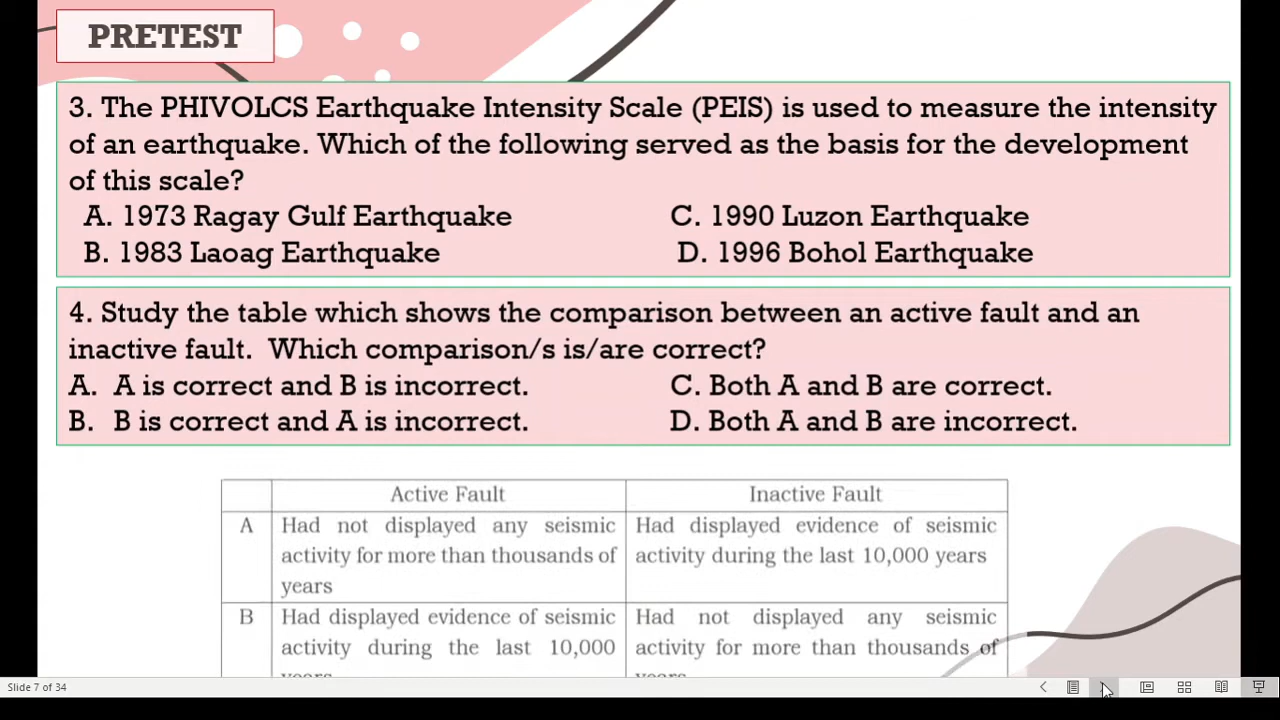 PRETEST
3. The PHIVOLCS Earthquake Intensity Scale (PEIS) is used to measure the intensity
of an earthquake. Which of the following served as the basis for the development
of this scale?
A. 1973 Ragay Gulf Earthquake
C. 1990 Luzon Earthquake
B. 1983 Laoag Earthquake
D. 1996 Bohol Earthquake
4. Study the table which shows the comparison between an active fault and an
inactive fault. Which comparison/s is/are correct?
A. A is correct and B is incorrect.
C. Both A and B are correct.
B. B is correct and A is incorrect.
D. Both A and B are incorrect.
Active Fault
Inactive Fault
A
Had not displayed any seismic
activity for more than thousands of
years
Had displayed evidence of seismic
activity during the last 10,000 years
B
Had displayed evidence of seismic
activity during the last 10,000
years
Had not displayed any seismic
activity for more than thousands of
years
Slide 7 of 34